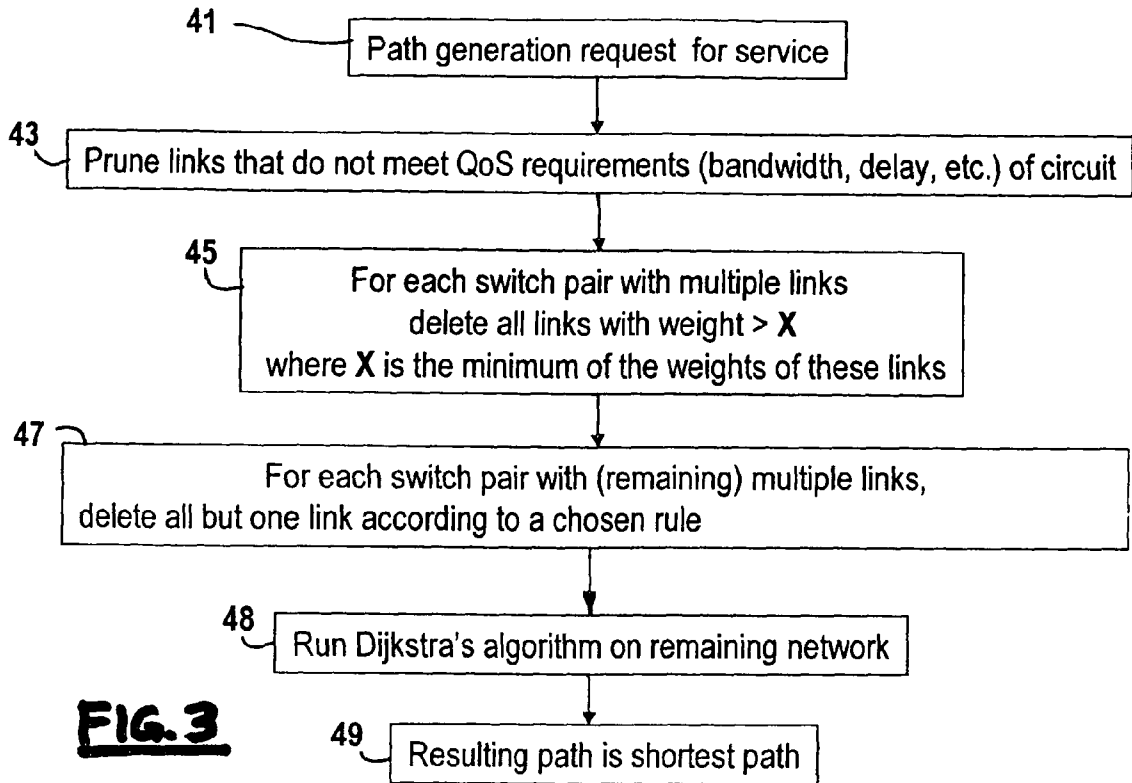 41
Path generation request for service
43
Prune links that do not meet QoS requirements (bandwidth, delay, etc.) of circuit
45
For each switch pair with multiple links
delete all links with weight > X
where X is the minimum of the weights of these links
47
For each switch pair with (remaining) multiple links,
delete all but one link according to a chosen rule
48
Run Dijkstra's algorithm on remaining network
49
Resulting path is shortest path
FIG. 3